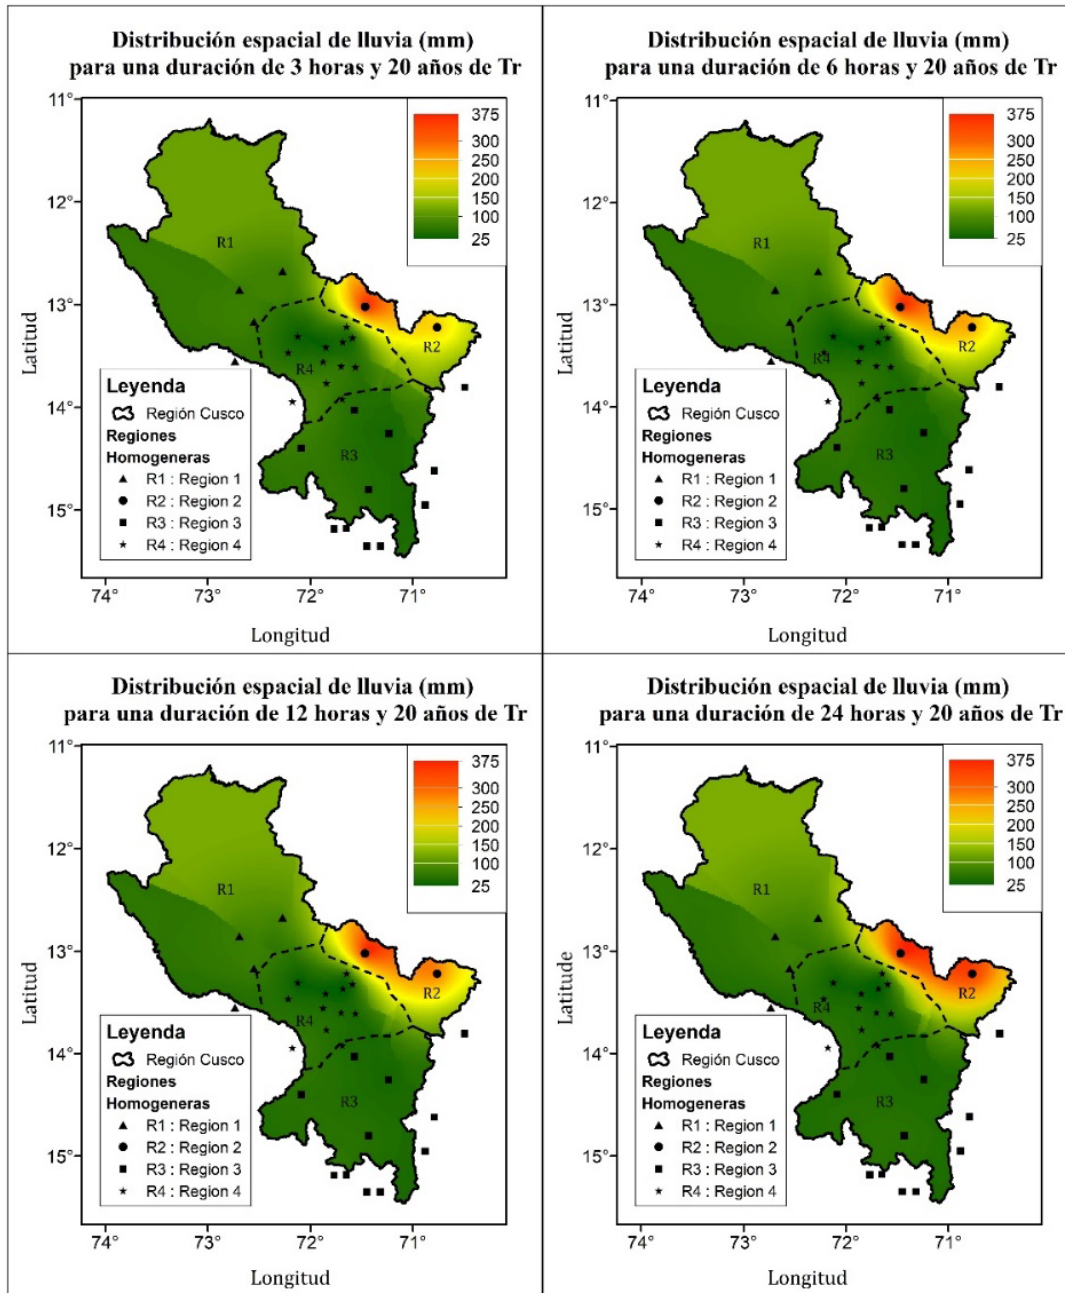 Distribución espacial de lluvia (mm)
para una duración de 3 horas y 20 años de Tr
11°
12°
13°
14°
15°
Latitud
375
300
250
200
100
25
R1
R2
R4
R3
Leyenda
Región Cusco
Regiones
Homogeneras
R1 : Region 1
R2 : Region 2
R3 : Region 3
R4 : Region 4
74°
73°
72°
71°
Longitud
Distribución espacial de lluvia (mm)
para una duración de 6 horas y 20 años de Tr
11°
12°
13°
14°
15°
Latitud
375
300
250
200
100
25
R1
R2
R4
R3
Leyenda
Región Cusco
Regiones
Homogeneras
R1 : Region 1
R2 : Region 2
R3 : Region 3
R4 : Region 4
74°
73°
72°
71°
Longitud
Distribución espacial de lluvia (mm)
para una duración de 12 horas y 20 años de Tr
11°
12°
13°
14°
15°
Latitud
375
300
250
200
100
25
R1
R2
R4
R3
Leyenda
Región Cusco
Regiones
Homogeneras
R1 : Region 1
R2 : Region 2
R3 : Region 3
R4 : Region 4
74°
73°
72°
71°
Longitud
Distribución espacial de lluvia (mm)
para una duración de 24 horas y 20 años de Tr
11°
12°
13°
14°
15°
Latitude
375
300
250
200
100
25
R1
R2
R4
R3
Leyenda
Región Cusco
Regiones
Homogeneras
R1 : Region 1
R2 : Region 2
R3 : Region 3
R4 : Region 4
74°
73°
72°
71°
Longitud